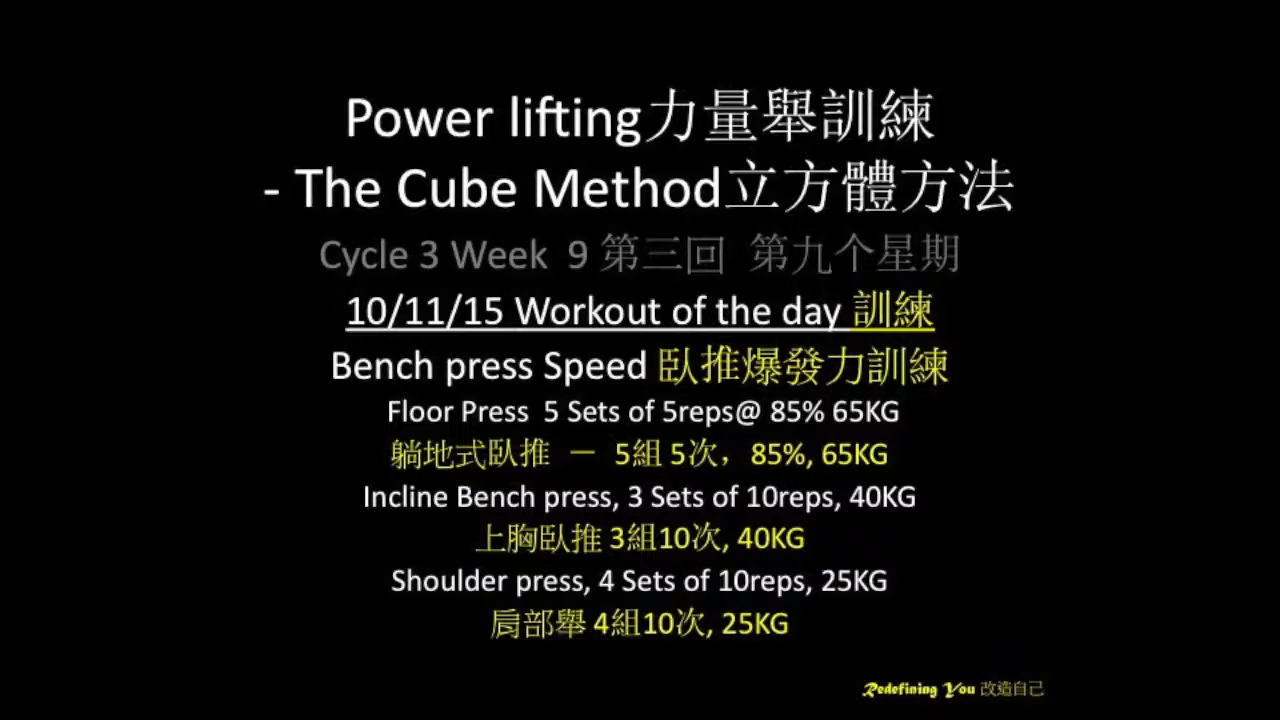 Power lifting力量舉訓練
- The Cube Method立方體方法
Cycle 3 Week 9 第三回 第九个星期
10/11/15 Workout of the day 訓練
Bench press Speed 臥推爆發力訓練
Floor Press 5 Sets of 5reps@ 85% 65KG
躺地式臥推 － 5組 5次，85%, 65KG
Incline Bench press, 3 Sets of 10reps, 40KG
上胸臥推 3組10次, 40KG
Shoulder press, 4 Sets of 10reps, 25KG
肩部舉 4組10次, 25KG
Redefining You 改造自己